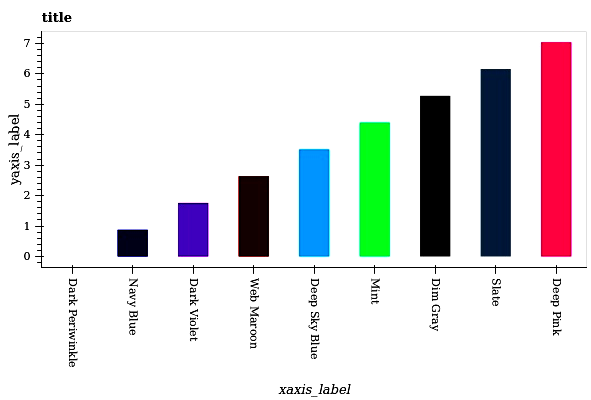 title
yaxis_label
7
6
5
4
3
2
1
0
Dark Periwinkle
Navy Blue
Dark Violet
Web Maroon
Deep Sky Blue
Mint
Dim Gray
Slate
Deep Pink
xaxis_label